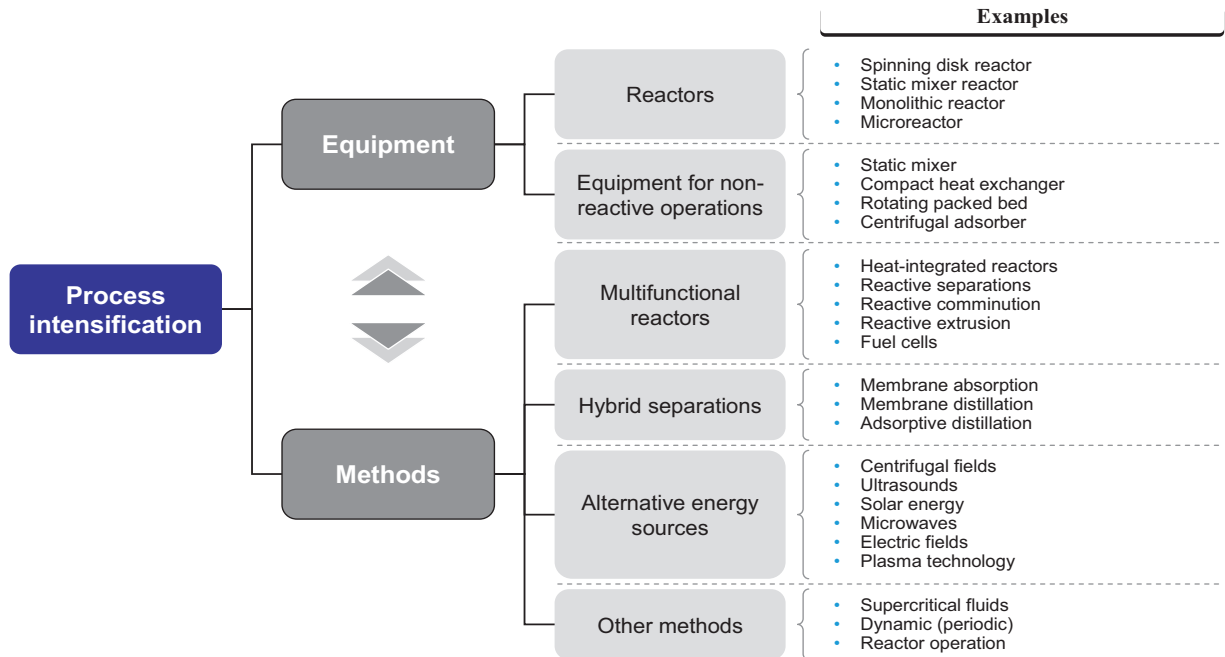 Examples
Process
intensification
Equipment
Reactors
Spinning disk reactor
Static mixer reactor
Monolithic reactor
Microreactor
Equipment for non-
reactive operations
Static mixer
Compact heat exchanger
Rotating packed bed
Centrifugal adsorber
Methods
Multifunctional
reactors
Heat-integrated reactors
Reactive separations
Reactive comminution
Reactive extrusion
Fuel cells
Hybrid separations
Membrane absorption
Membrane distillation
Adsorptive distillation
Alternative energy
sources
Centrifugal fields
Ultrasounds
Solar energy
Microwaves
Electric fields
Plasma technology
Other methods
Supercritical fluids
Dynamic (periodic)
Reactor operation